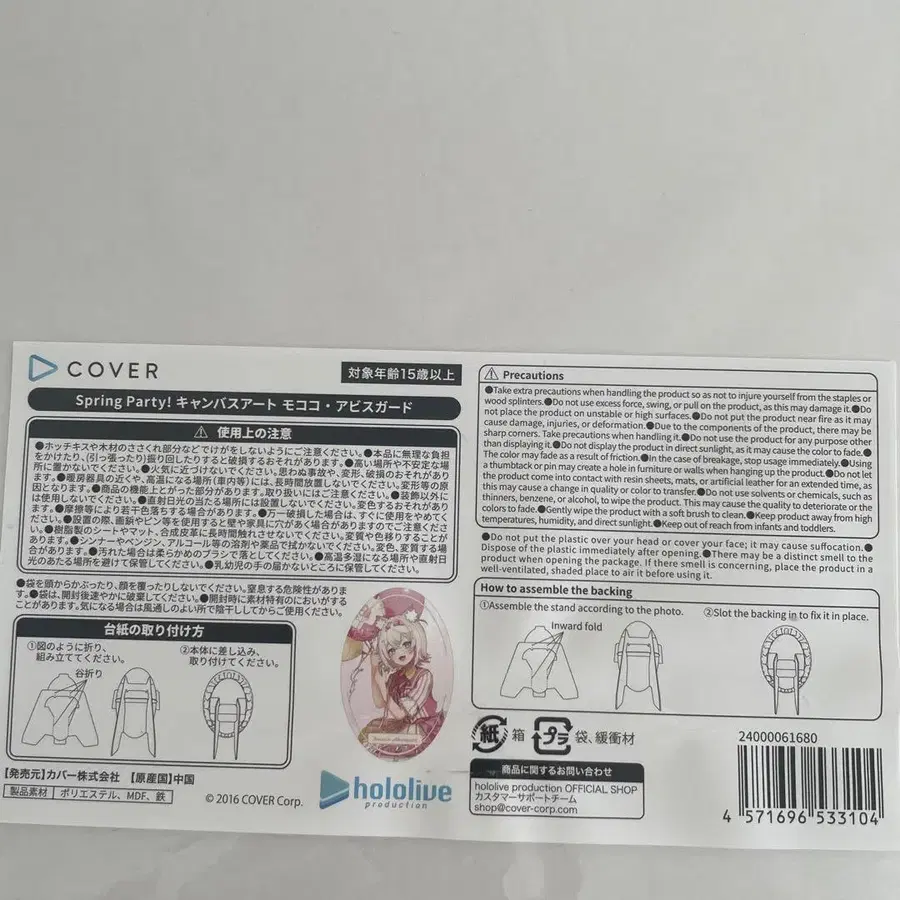 COVER
対象年齢15歳以上
Spring Party! キャンバスアート モココ・アビスガード
使用上の注意
●ホッチキスや木材のささくれ部分などでけがをしないようにご注意ください。●本品に無理な負担
をかけたり、(引っ張ったり)振り回したりすると破損するおそれがあります。●高い場所や不安定な場
所に置かないでください。●火気に近づけないでください。思わぬ事故や、変形、破損のおそれがあり
ます。●暖房器具の近くや、高温になる場所(車内等)には、長時間放置しないでください。変形等の原
因となります。●商品の機能上とがった部分があります。取り扱いにはご注意ください。●装飾以外に
は使用しないでください。●直射日光の当たる場所には設置しないでください。変色するおそれがあり
ます。●摩擦等により若干色落ちする場合があります。●万一破損した場合は、すぐに使用をやめてく
ださい。●設置の際、画鋲やピン等を使用すると壁や家具に穴があく場合がありますのでご注意くださ
い。●樹脂製のシートやマット、合成皮革に長時間触れさせないでください。変質や色移りすることが
あります。●シンナーやベンジン、アルコール等の溶剤や薬品で拭かないでください。変色、変質する場
合があります。●汚れた場合は柔らかめのブラシで落としてください。●高温多湿になる場所や直射日
光のあたる場所を避けて保管してください。●乳幼児の手の届かないところに保管してください。
●袋を頭からかぶったり、顔を覆ったりしないでください。窒息する危険性がありま
す。●袋は、開封後速やかに破棄してください。●開封時に素材特有のにおいがする
ことがあります。気になる場合は風通しのよい所で陰干ししてからご使用ください。
台紙の取り付け方
①図のように折り、
組み立ててください。
谷折り
②本体に差し込み、
取り付けてください。
【発売元】カバー株式会社 【原産国】中国
製品素材 ポリエステル、MDF、鉄
© 2016 COVER Corp.
hololive
production
Precautions
●Take extra precautions when handling the product so as not to injure yourself from the staples or
wood splinters.●Do not use excess force, swing, or pull on the product, as this may damage it.●Do
not place the product on unstable or high surfaces.●Do not put the product near fire as it may
cause damage, injuries, or deformation.●Due to the components of the product, there may be
sharp corners. Take precautions when handling it.●Do not use the product for any purpose other
than decoration.●Do not display the product in direct sunlight, as it may cause the color to fade.●
The color may fade as a result of friction.●In the case of breakage, stop usage immediately.●Using
a thumbtack or pin may create a hole in furniture or walls when hanging up the product.●Do not let
the product come into contact with resin sheets, mats, or artificial leather for an extended time, as
this may cause a change in quality or color to transfer.●Do not use solvents or chemicals, such as
thinners, benzene, or alcohol, to wipe the product. This may cause the quality to deteriorate or the
colors to fade.●Gently wipe the product with a soft brush to clean.●Keep product away from high
temperatures, humidity, and direct sunlight.●Keep out of reach from infants and toddlers.
●Do not put the plastic over your head or cover your face; it may cause suffocation.●
Dispose of the plastic immediately after opening.●There may be a distinct smell to the
product when opening the package. If there smell is concerning, place the product in a
well-ventilated, shaded place to air it before using it.
How to assemble the backing
①Assemble the stand according to the photo.
Inward fold
②Slot the backing in to fix it in place.
紙 箱 プラ 袋、緩衝材
商品に関するお問い合わせ
hololive production OFFICIAL SHOP
カスタマーサポートチーム
shop@cover-corp.com
24000061680
4 571696 533104